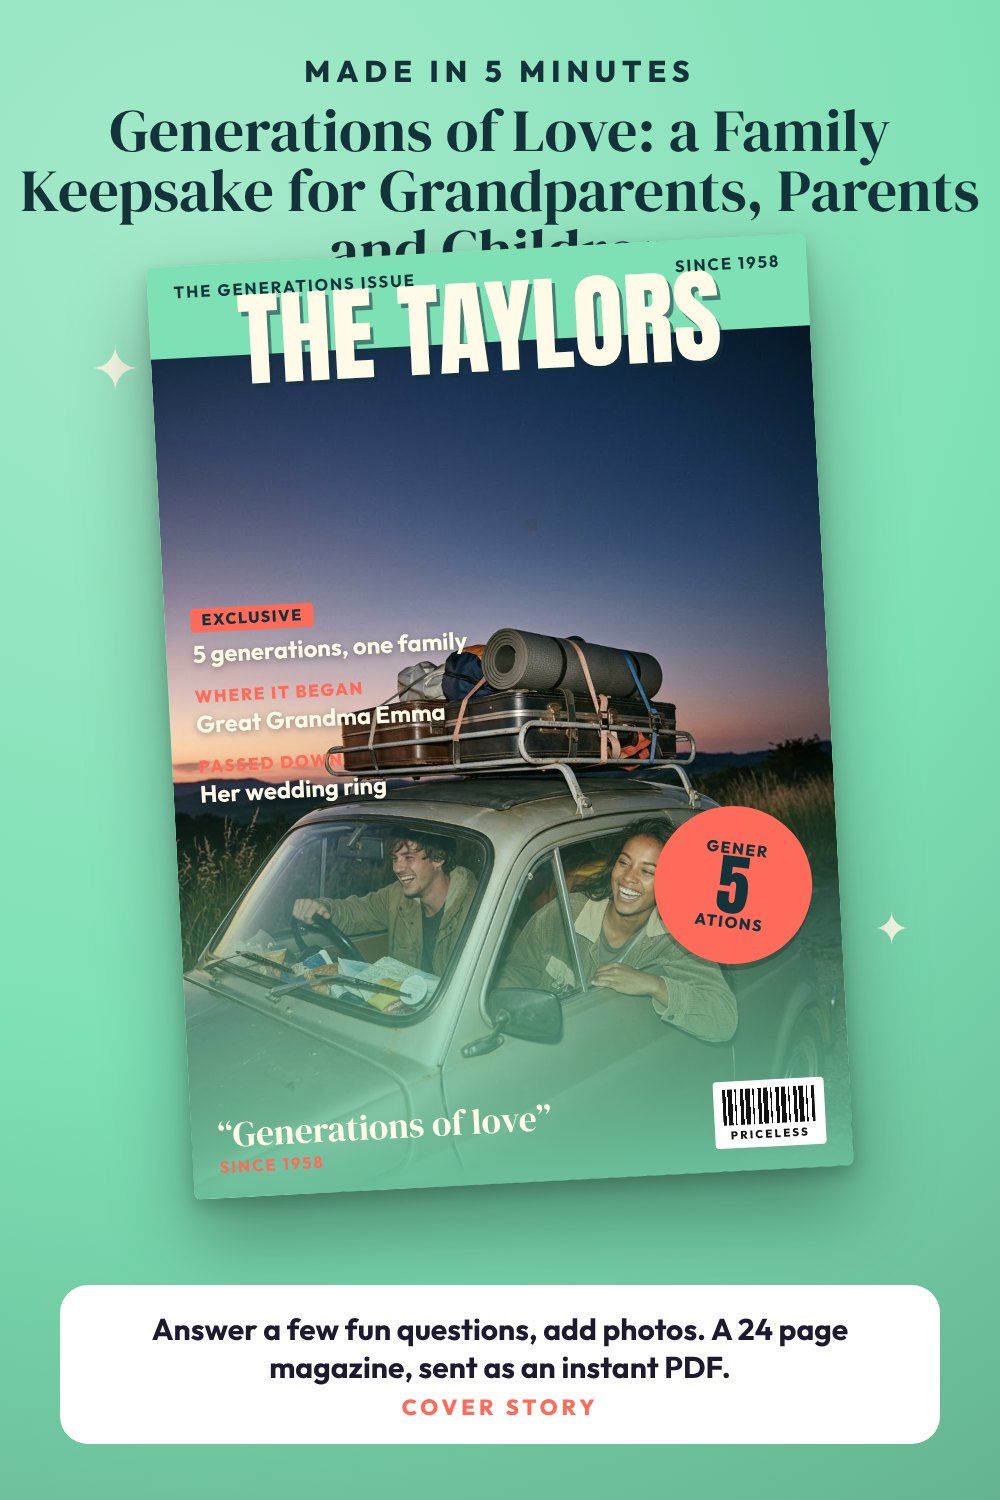 MADE IN 5 MINUTES
Generations of Love: a Family
Keepsake for Grandparents, Parents
and
THE GENERATIONS ISSUE
SINCE 1958
THE TAYLORS
EXCLUSIVE
5 generations, one family
WHERE IT BEGAN
Great Grandma Emma
PASSED DOWN
Her wedding ring
GENER
5
ATIONS
“Generations of love”
SINCE 1958
PRICELESS
Answer a few fun questions, add photos. A 24 page
magazine, sent as an instant PDF.
COVER STORY